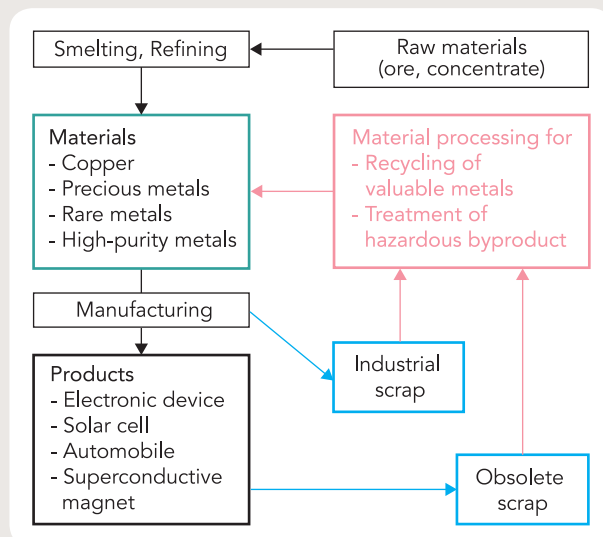 Smelting, Refining
Raw materials
(ore, concentrate)
Materials
- Copper
- Precious metals
- Rare metals
- High-purity metals
Material processing for
- Recycling of
valuable metals
- Treatment of
hazardous byproduct
Manufacturing
Industrial
scrap
Products
- Electronic device
- Solar cell
- Automobile
- Superconductive
magnet
Obsolete
scrap